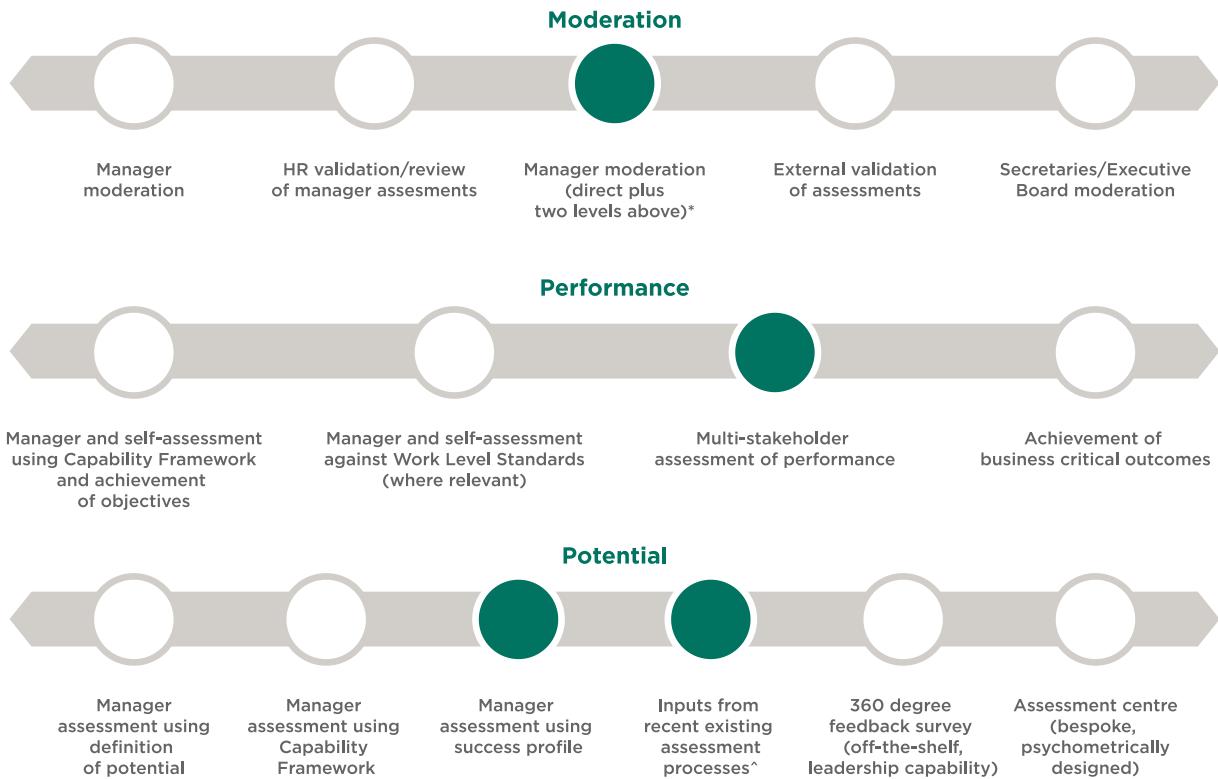 Moderation
Manager
moderation
HR validation/review
of manager assesments
Manager moderation
(direct plus
two levels above)*
External validation
of assessments
Secretaries/Executive
Board moderation
Performance
Manager and self-assessment
using Capability Framework
and achievement
of objectives
Manager and self-assessment
against Work Level Standards
(where relevant)
Multi-stakeholder
assessment of performance
Achievement of
business critical outcomes
Potential
Manager
assessment using
definition
of potential
Manager
assessment using
Capability
Framework
Manager
assessment using
success profile
Inputs from
recent existing
assessment
processes^
360 degree
feedback survey
(off-the-shelf,
leadership capability)
Assessment centre
(bespoke,
psychometrically
designed)